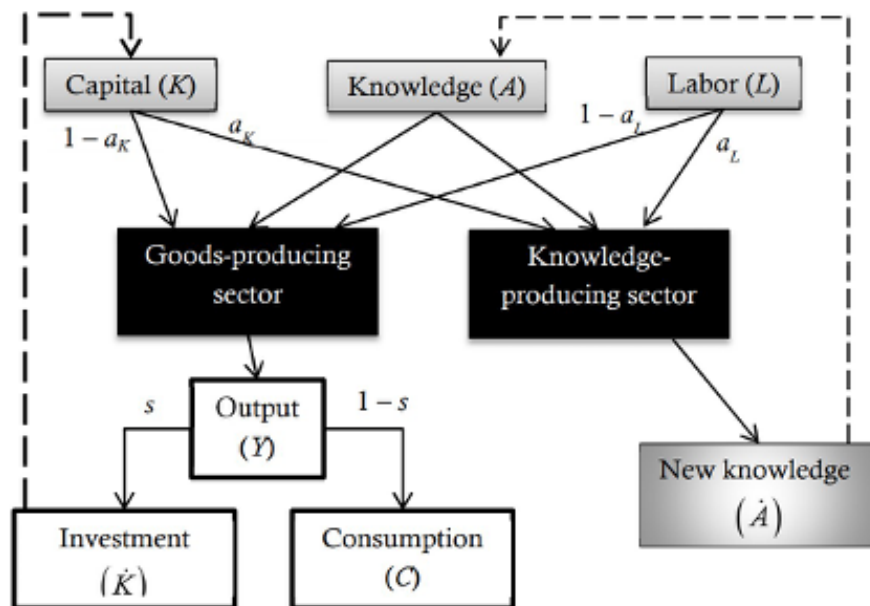 Capital (K)
Knowledge (A)
Labor (L)
1 − a_K
a_K
1 − a_L
a_L
Goods-producing
sector
Knowledge-
producing sector
s
Output
(Y)
1 − s
New knowledge
(Ȧ)
Investment
(K̇)
Consumption
(C)